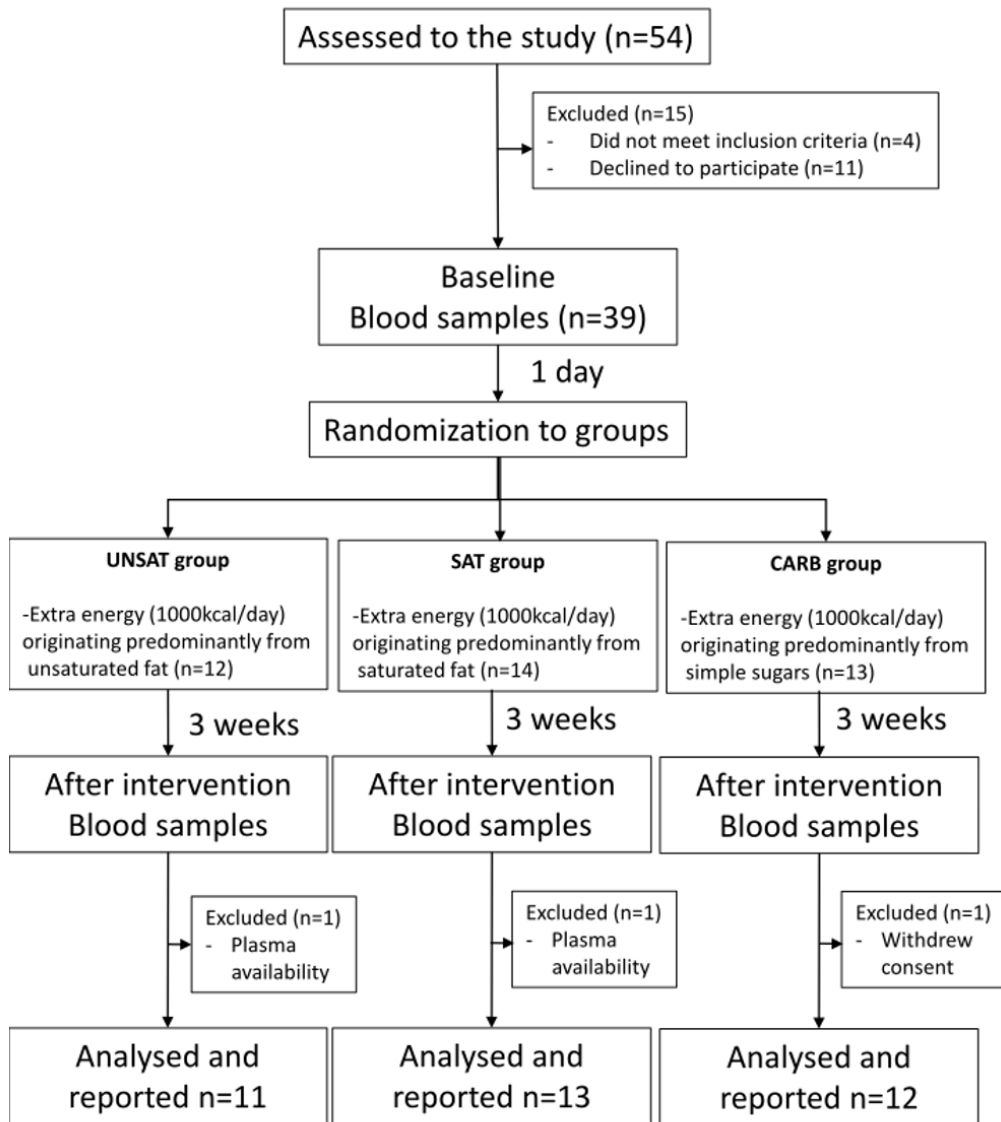 Assessed to the study (n=54)
Excluded (n=15)
- Did not meet inclusion criteria (n=4)
- Declined to participate (n=11)
Baseline
Blood samples (n=39)
1 day
Randomization to groups
UNSAT group
-Extra energy (1000kcal/day)
originating predominantly from
unsaturated fat (n=12)
SAT group
-Extra energy (1000kcal/day)
originating predominantly from
saturated fat (n=14)
CARB group
-Extra energy (1000kcal/day)
originating predominantly from
simple sugars (n=13)
3 weeks
3 weeks
3 weeks
After intervention
Blood samples
After intervention
Blood samples
After intervention
Blood samples
Excluded (n=1)
- Plasma
availability
Excluded (n=1)
- Plasma
availability
Excluded (n=1)
- Withdrew
consent
Analysed and
reported n=11
Analysed and
reported n=13
Analysed and
reported n=12